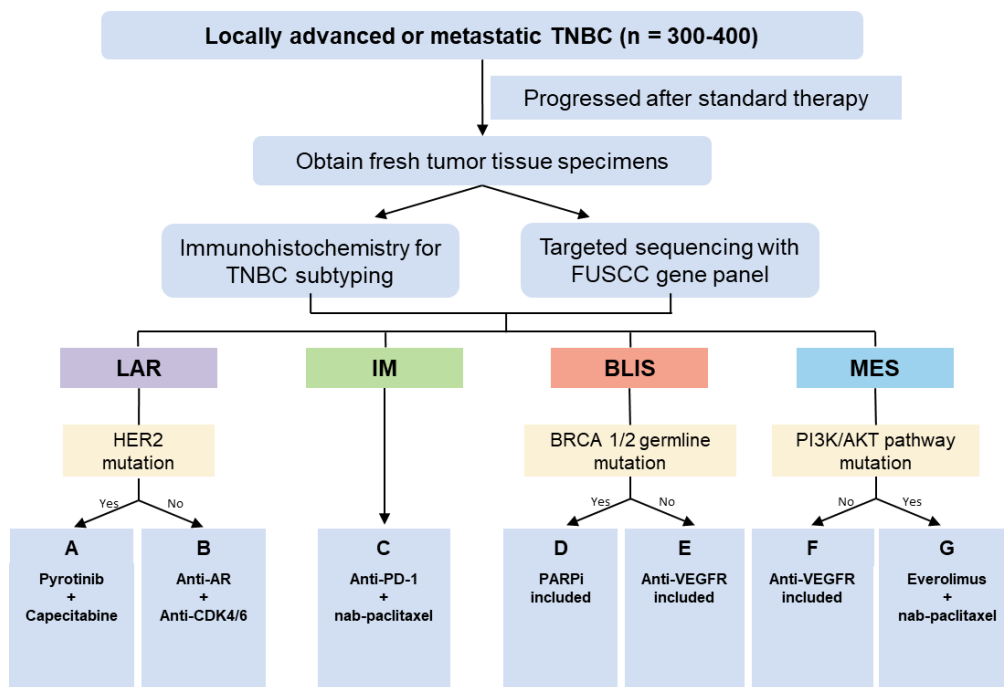 Locally advanced or metastatic TNBC (n = 300-400)
Progressed after standard therapy
Obtain fresh tumor tissue specimens
Immunohistochemistry for
TNBC subtyping
Targeted sequencing with
FUSCC gene panel
LAR
IM
BLIS
MES
HER2
mutation
BRCA 1/2 germline
mutation
PI3K/AKT pathway
mutation
Yes
No
Yes
No
No
Yes
A
Pyrotinib
+
Capecitabine
B
Anti-AR
+
Anti-CDK4/6
C
Anti-PD-1
+
nab-paclitaxel
D
PARPi
included
E
Anti-VEGFR
included
F
Anti-VEGFR
included
G
Everolimus
+
nab-paclitaxel